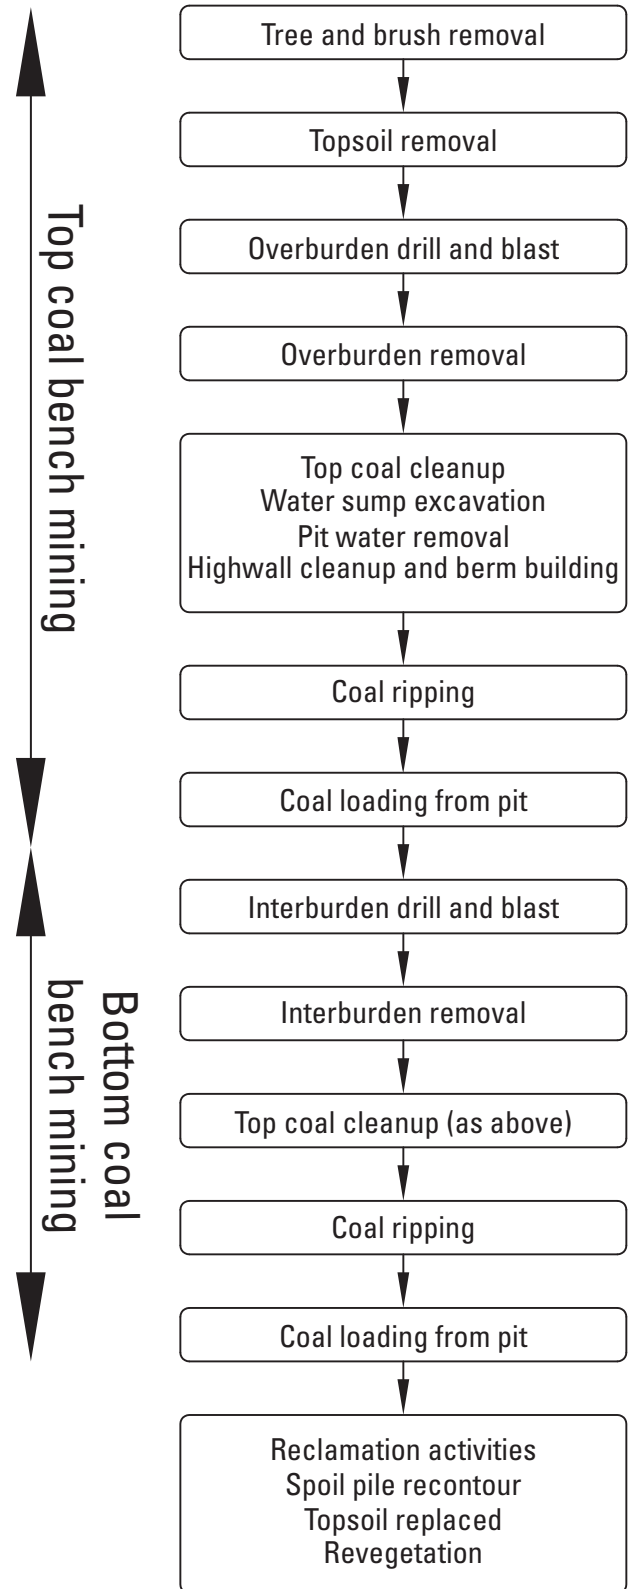 Tree and brush removal
Topsoil removal
Overburden drill and blast
Overburden removal
Top coal cleanup
Water sump excavation
Pit water removal
Highwall cleanup and berm building
Coal ripping
Coal loading from pit
Top coal bench mining
Interburden drill and blast
Interburden removal
Top coal cleanup (as above)
Coal ripping
Coal loading from pit
Bottom coal
bench mining
Reclamation activities
Spoil pile recontour
Topsoil replaced
Revegetation